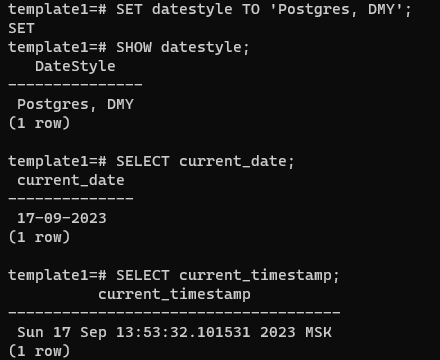 template1=# SET datestyle TO 'Postgres, DMY';
SET
template1=# SHOW datestyle;
   DateStyle
---------------
 Postgres, DMY
(1 row)

template1=# SELECT current_date;
 current_date
--------------
 17-09-2023
(1 row)

template1=# SELECT current_timestamp;
          current_timestamp
-------------------------------------
 Sun 17 Sep 13:53:32.101531 2023 MSK
(1 row)